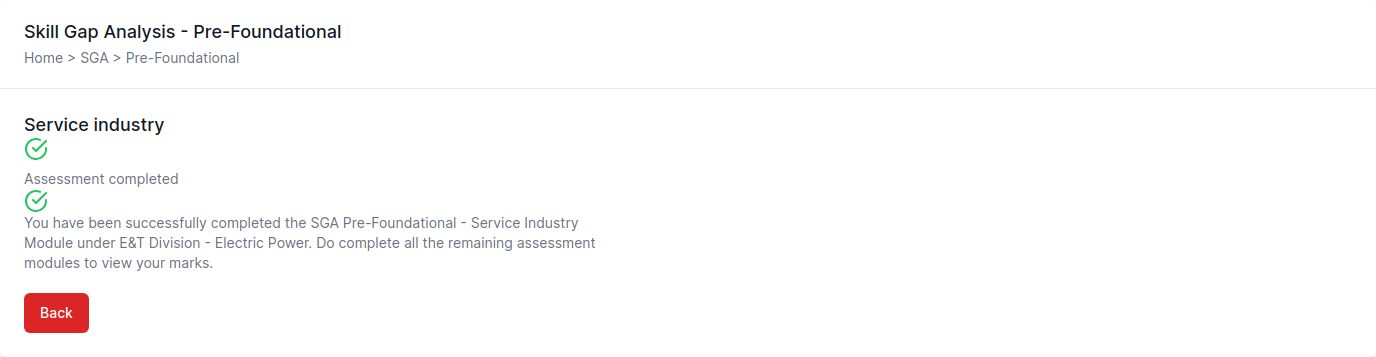 Skill Gap Analysis - Pre-Foundational
Home > SGA > Pre-Foundational
Service industry
Assessment completed
You have been successfully completed the SGA Pre-Foundational - Service Industry
Module under E&T Division - Electric Power. Do complete all the remaining assessment
modules to view your marks.
Back